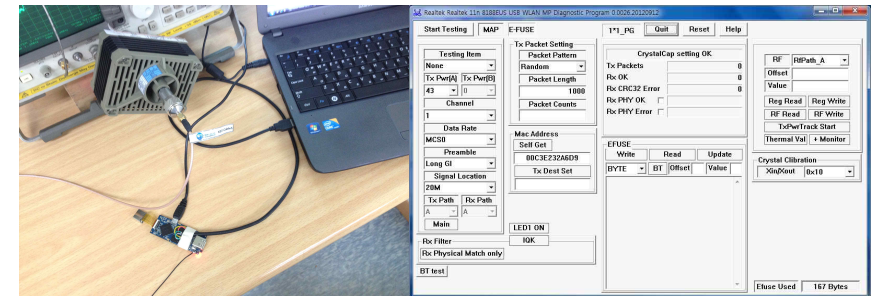 Realtek Realtek 11n 8188EUS USB WLAN MP Diagnostic Program 0.0026.20120912
Start Testing MAP E-FUSE 1*1_PG Quit Reset Help
Testing Item
None
Tx Pwr[A] Tx Pwr[B]
43 0
Channel
1
Data Rate
MCS0
Preamble
Long GI
Signal Location
20M
Tx Path Rx Path
A A
Main
Rx Filter
Rx Physical Match only
BT test
Tx Packet Setting
Packet Pattern
Random
Packet Length
1000
Packet Counts
Mac Address
Self Get
00C3E232A6D9
Tx Dest Set
LED1 ON
IQK
CrystalCap setting OK
Tx Packets 0
Rx OK 0
Rx CRC32 Error 0
Rx PHY OK
Rx PHY Error
EFUSE
Write Read Update
BYTE BT Offset Value
RF RfPath_A
Offset
Value
Reg Read Reg Write
RF Read RF Write
TxPwrTrack Start
Thermal Val + Monitor
Crystal Clibration
Xin/Xout 0x10
Efuse Used 167 Bytes